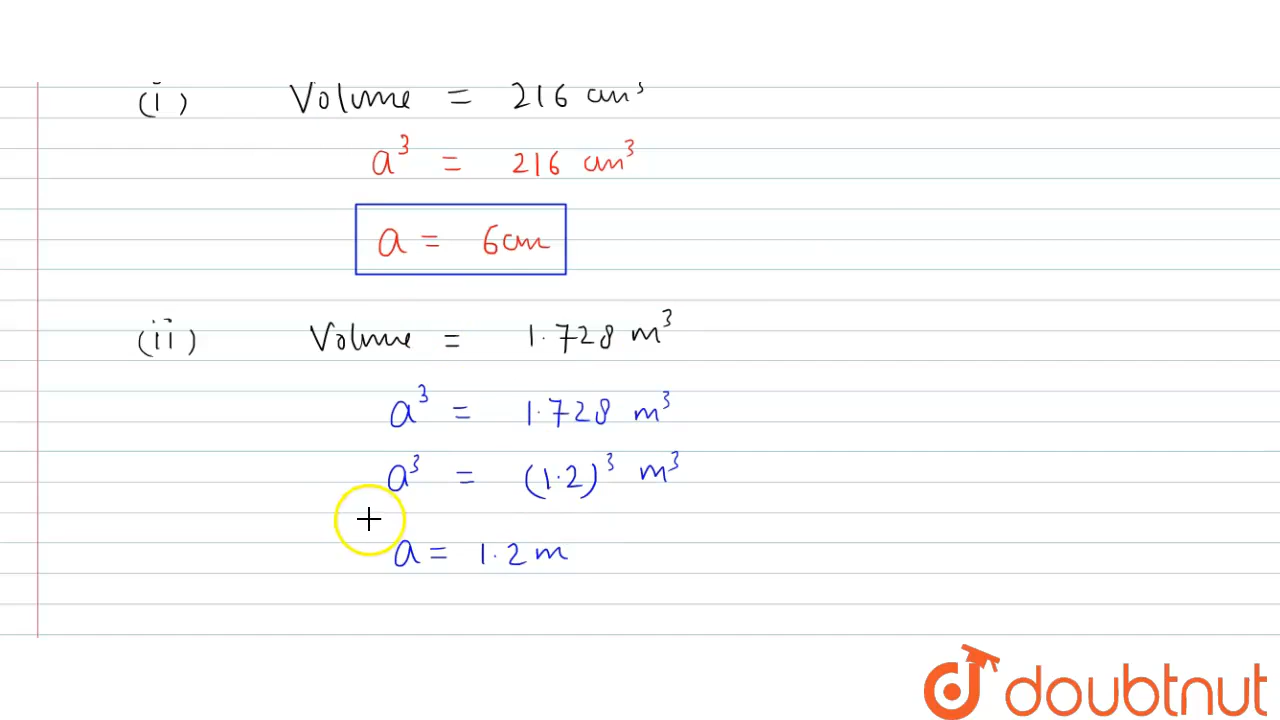 (i) Volume = 216 cm³
a³ = 216 cm³
a = 6cm
(ii) Volume = 1.728 m³
a³ = 1.728 m³
a³ = (1.2)³ m³
a = 1.2 m
doubtnut